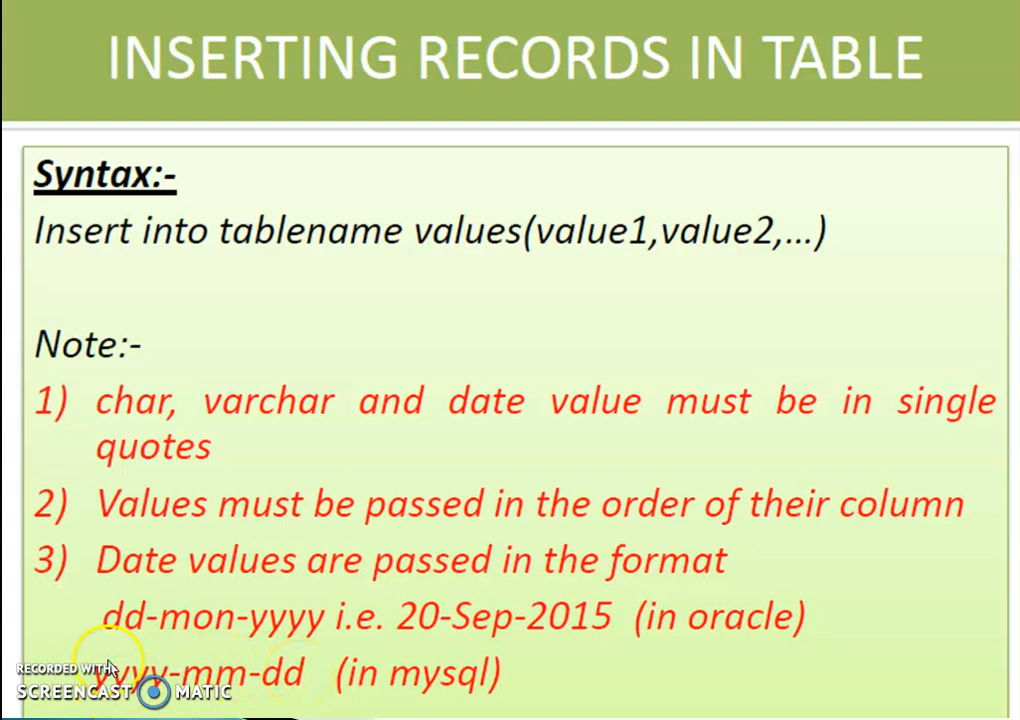 INSERTING RECORDS IN TABLE
Syntax:-
Insert into tablename values(value1,value2,...)
Note:-
1) char, varchar and date value must be in single
quotes
2) Values must be passed in the order of their column
3) Date values are passed in the format
dd-mon-yyyy i.e. 20-Sep-2015 (in oracle)
yyyy-mm-dd (in mysql)
RECORDED WITH
SCREENCAST MATIC